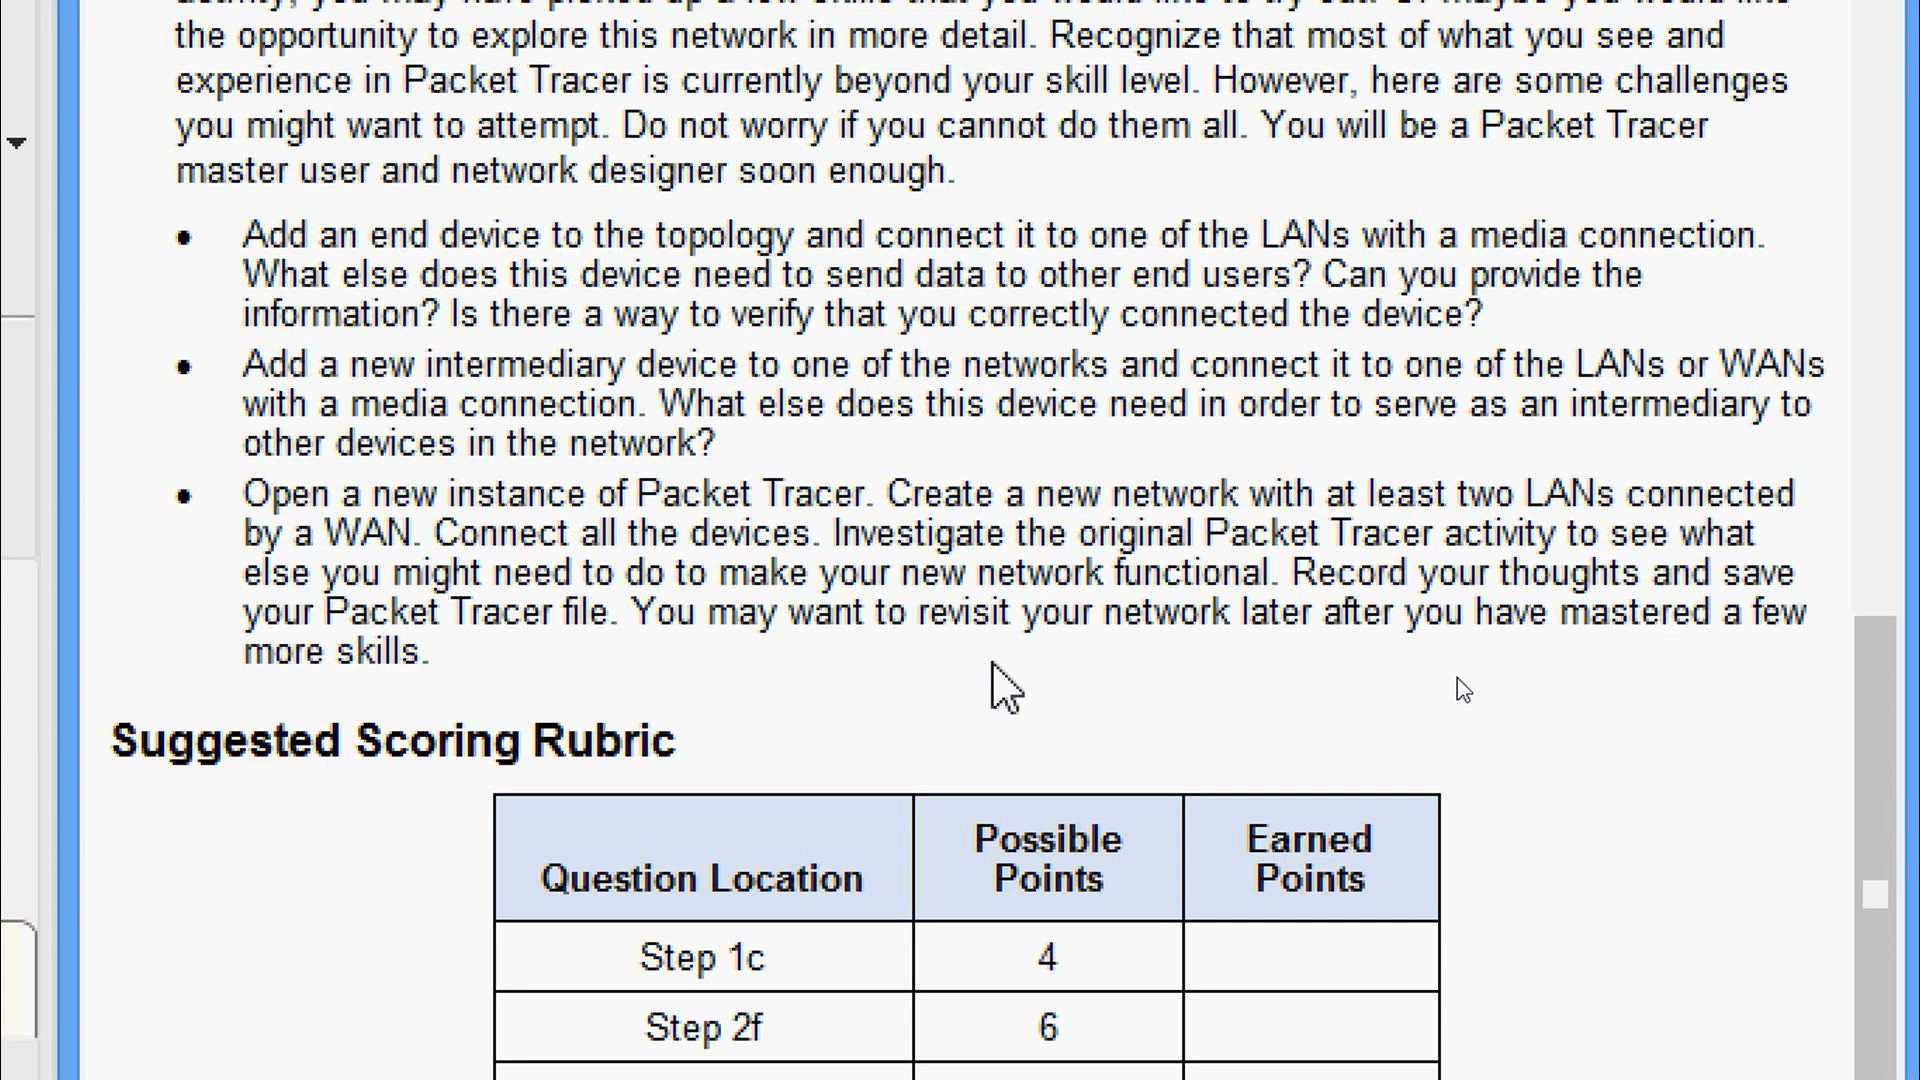 the opportunity to explore this network in more detail. Recognize that most of what you see and
experience in Packet Tracer is currently beyond your skill level. However, here are some challenges
you might want to attempt. Do not worry if you cannot do them all. You will be a Packet Tracer
master user and network designer soon enough.
• Add an end device to the topology and connect it to one of the LANs with a media connection.
What else does this device need to send data to other end users? Can you provide the
information? Is there a way to verify that you correctly connected the device?
• Add a new intermediary device to one of the networks and connect it to one of the LANs or WANs
with a media connection. What else does this device need in order to serve as an intermediary to
other devices in the network?
• Open a new instance of Packet Tracer. Create a new network with at least two LANs connected
by a WAN. Connect all the devices. Investigate the original Packet Tracer activity to see what
else you might need to do to make your new network functional. Record your thoughts and save
your Packet Tracer file. You may want to revisit your network later after you have mastered a few
more skills.
Suggested Scoring Rubric
Question Location Possible Points Earned Points
Step 1c 4
Step 2f 6